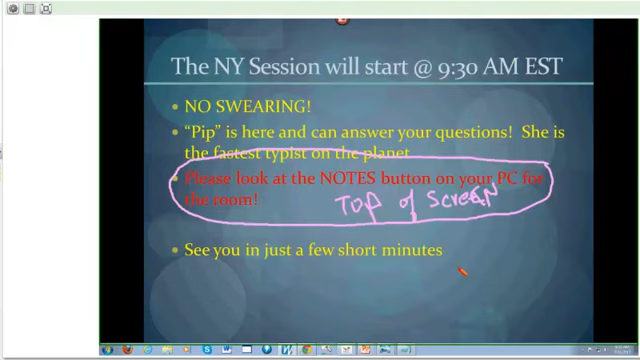 The NY Session will start @ 9:30 AM EST
• NO SWEARING!
• "Pip" is here and can answer your questions! She is
the fastest typist on the planet
• Please look at the NOTES button on your PC for
the room!
Top of Screen
• See you in just a few short minutes